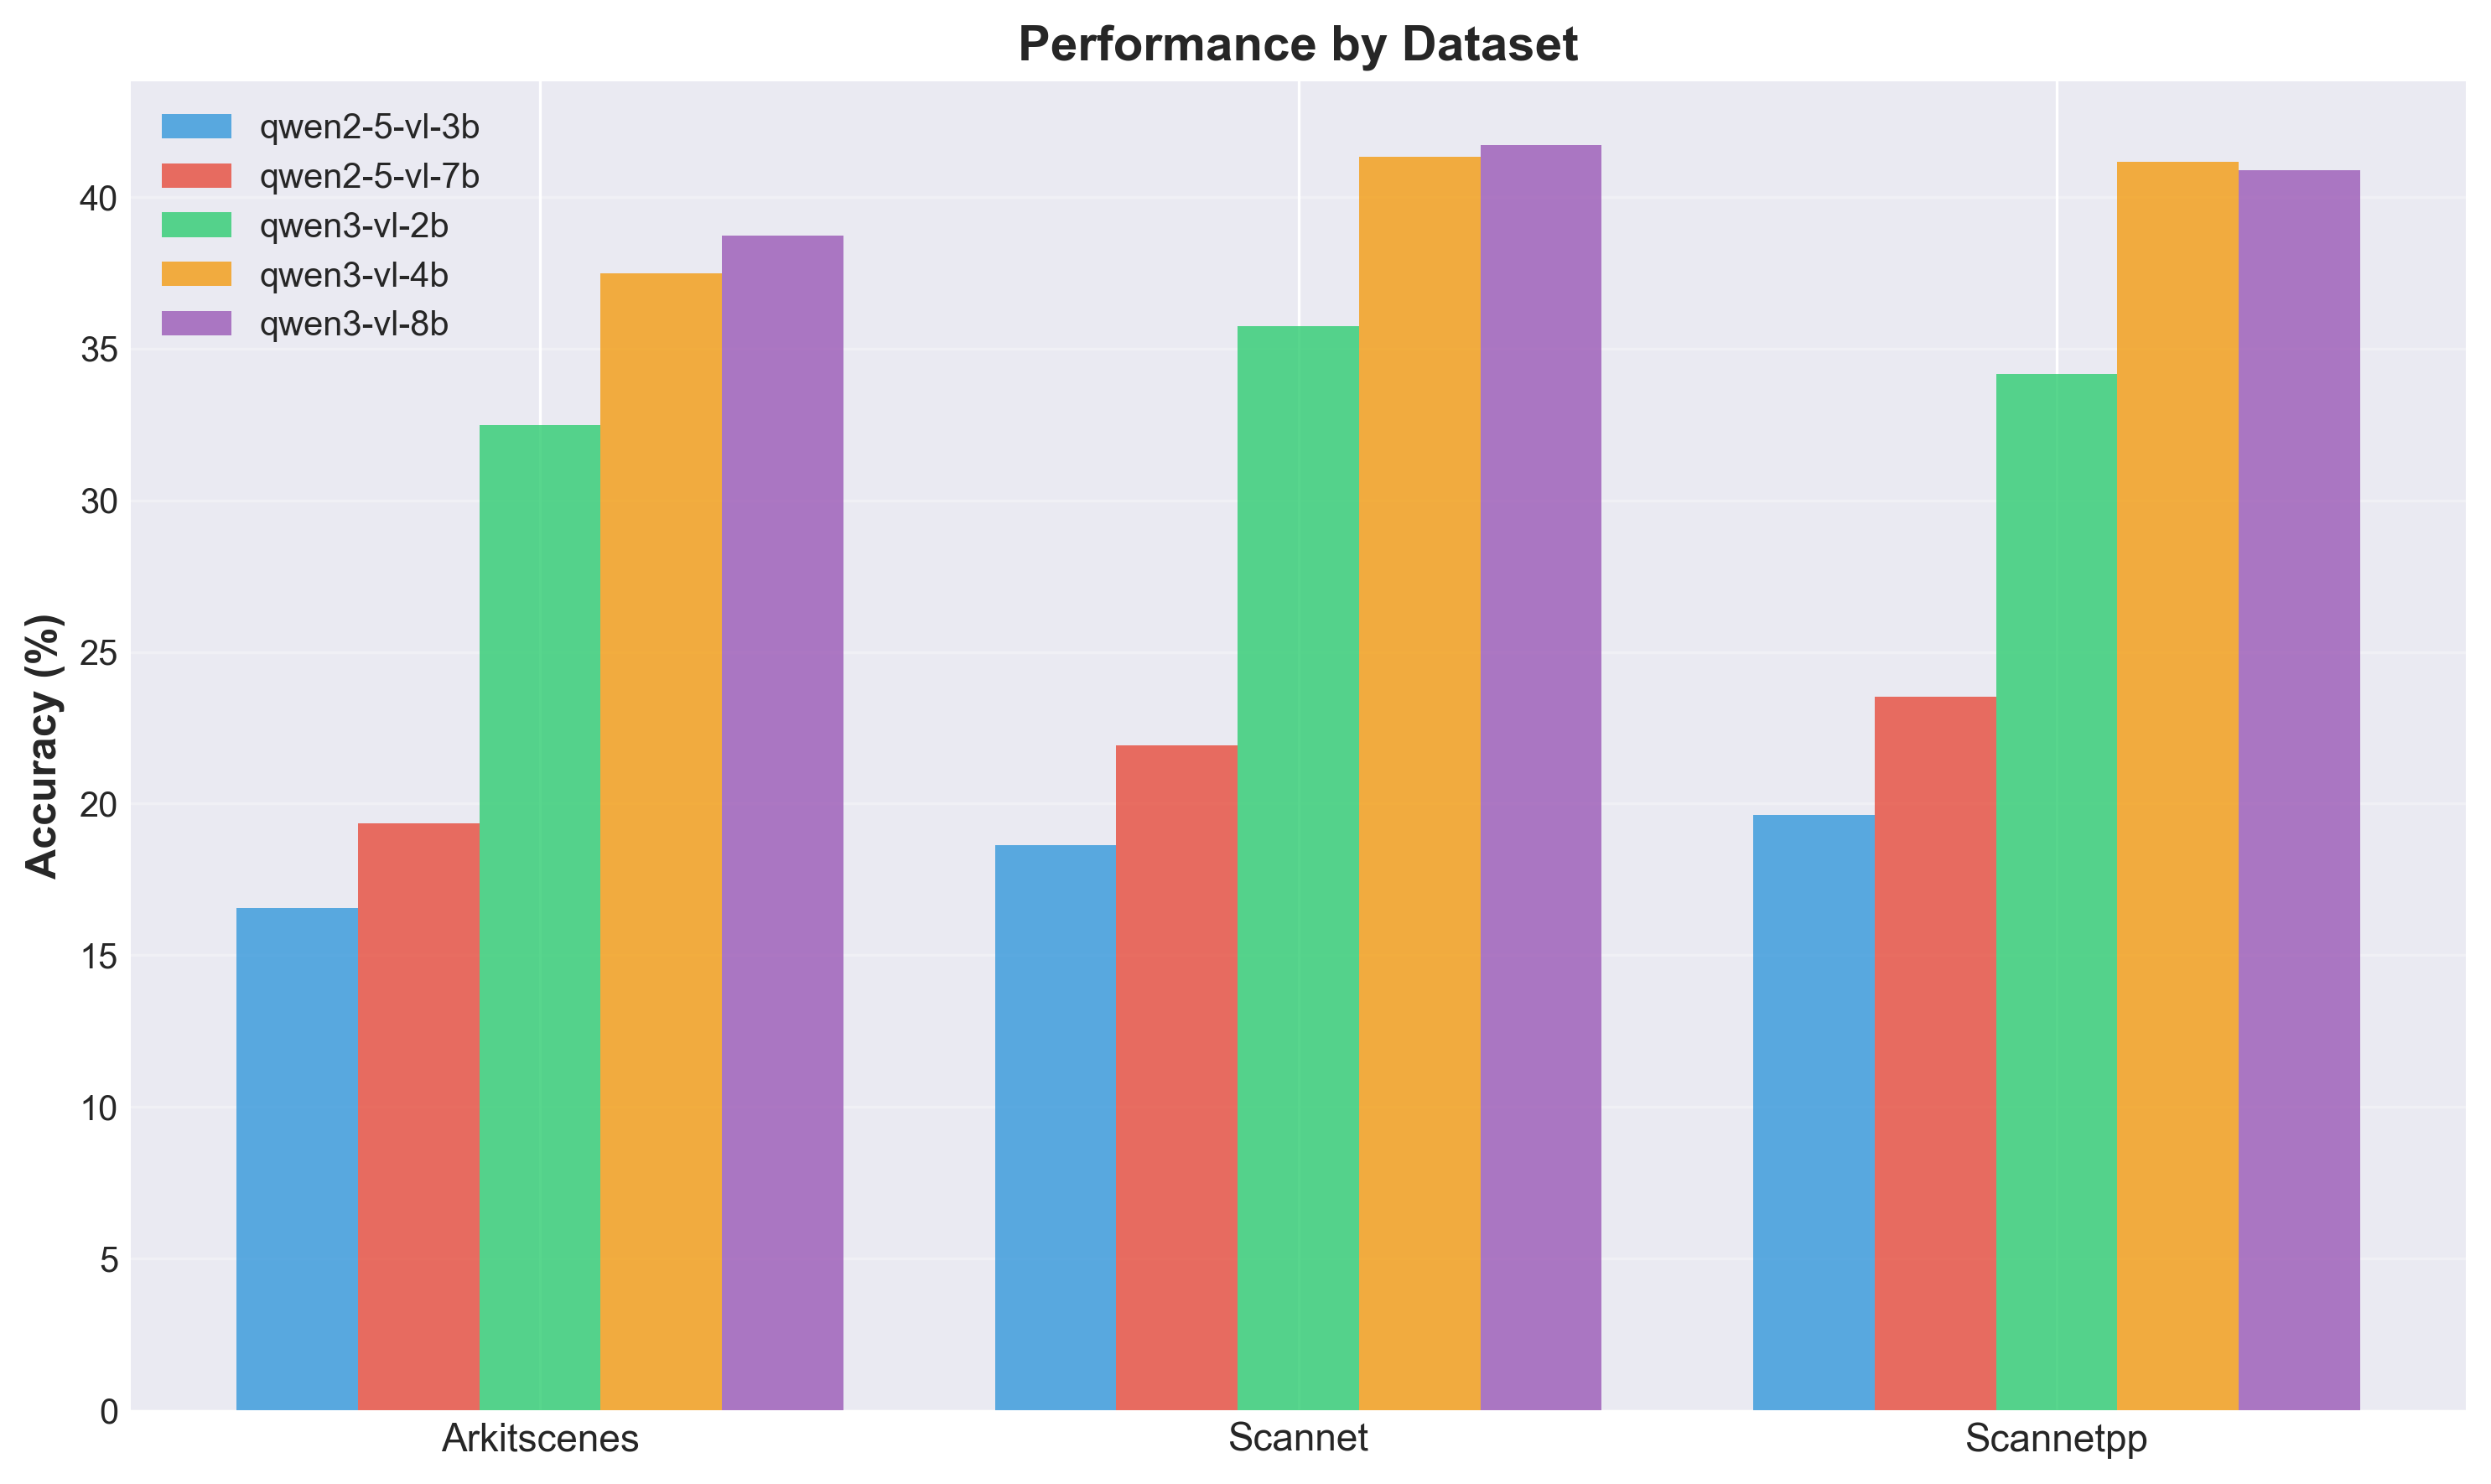 Performance by Dataset
qwen2-5-vl-3b
qwen2-5-vl-7b
qwen3-vl-2b
qwen3-vl-4b
qwen3-vl-8b
Accuracy (%)
40
35
30
25
20
15
10
5
0
Arkitscenes
Scannet
Scannetpp